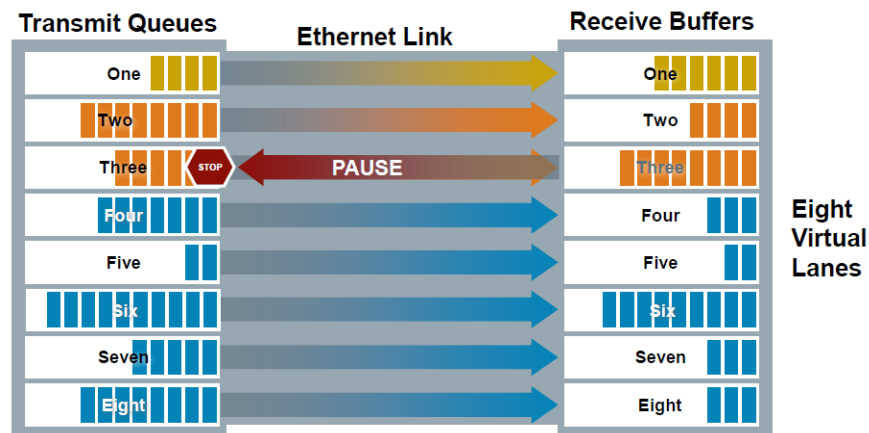 Transmit Queues
Ethernet Link
Receive Buffers
One
One
Two
Two
Three
STOP
PAUSE
Three
Four
Four
Five
Five
Six
Six
Seven
Seven
Eight
Eight
Eight
Virtual
Lanes